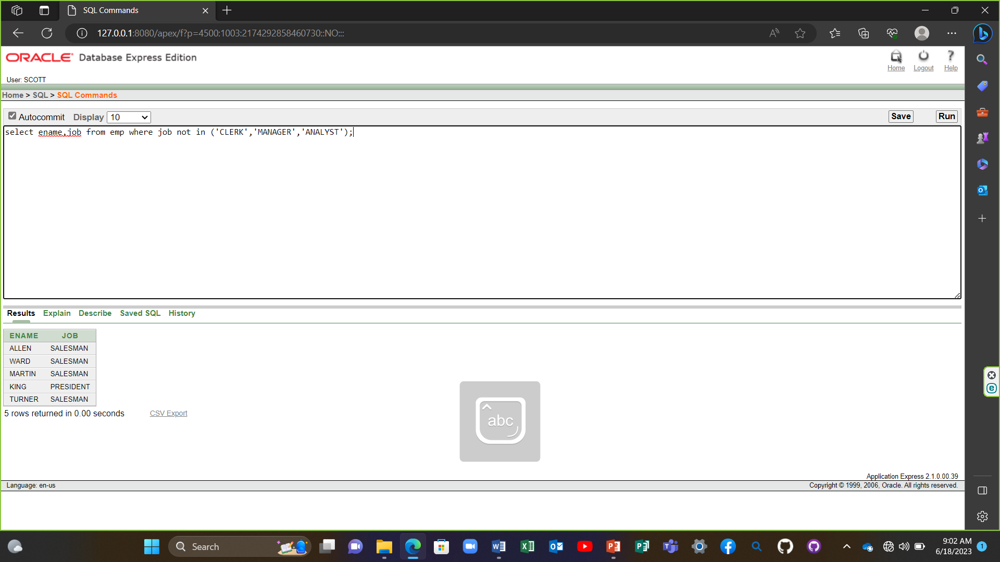 SQL Commands
127.0.0.1:8080/apex/f?p=4500:1003:2174292858460730::NO:::
ORACLE Database Express Edition
Home Logout Help
User: SCOTT
Home > SQL > SQL Commands
Autocommit Display 10 Save Run
select ename,job from emp where job not in ('CLERK','MANAGER','ANALYST');
Results Explain Describe Saved SQL History
ENAME JOB
ALLEN SALESMAN
WARD SALESMAN
MARTIN SALESMAN
KING PRESIDENT
TURNER SALESMAN
5 rows returned in 0.00 seconds CSV Export
abc
Application Express 2.1.0.00.39
Language: en-us Copyright © 1999, 2006, Oracle. All rights reserved.
Search
9:02 AM
6/18/2023
1